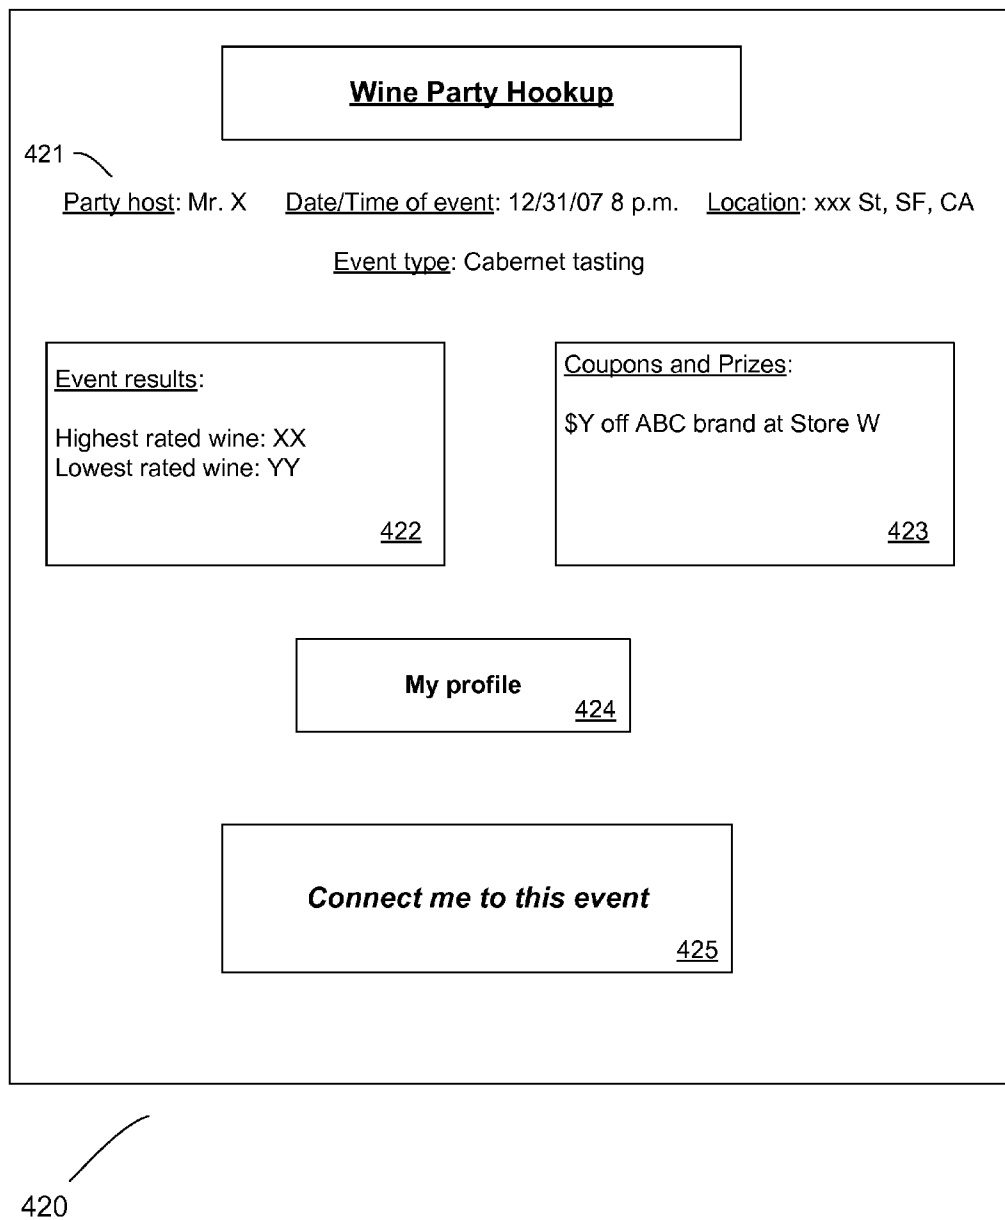 Wine Party Hookup
421
Party host: Mr. X Date/Time of event: 12/31/07 8 p.m. Location: xxx St, SF, CA
Event type: Cabernet tasting
Event results:
Highest rated wine: XX
Lowest rated wine: YY
422
Coupons and Prizes:
$Y off ABC brand at Store W
423
My profile
424
Connect me to this event
425
420